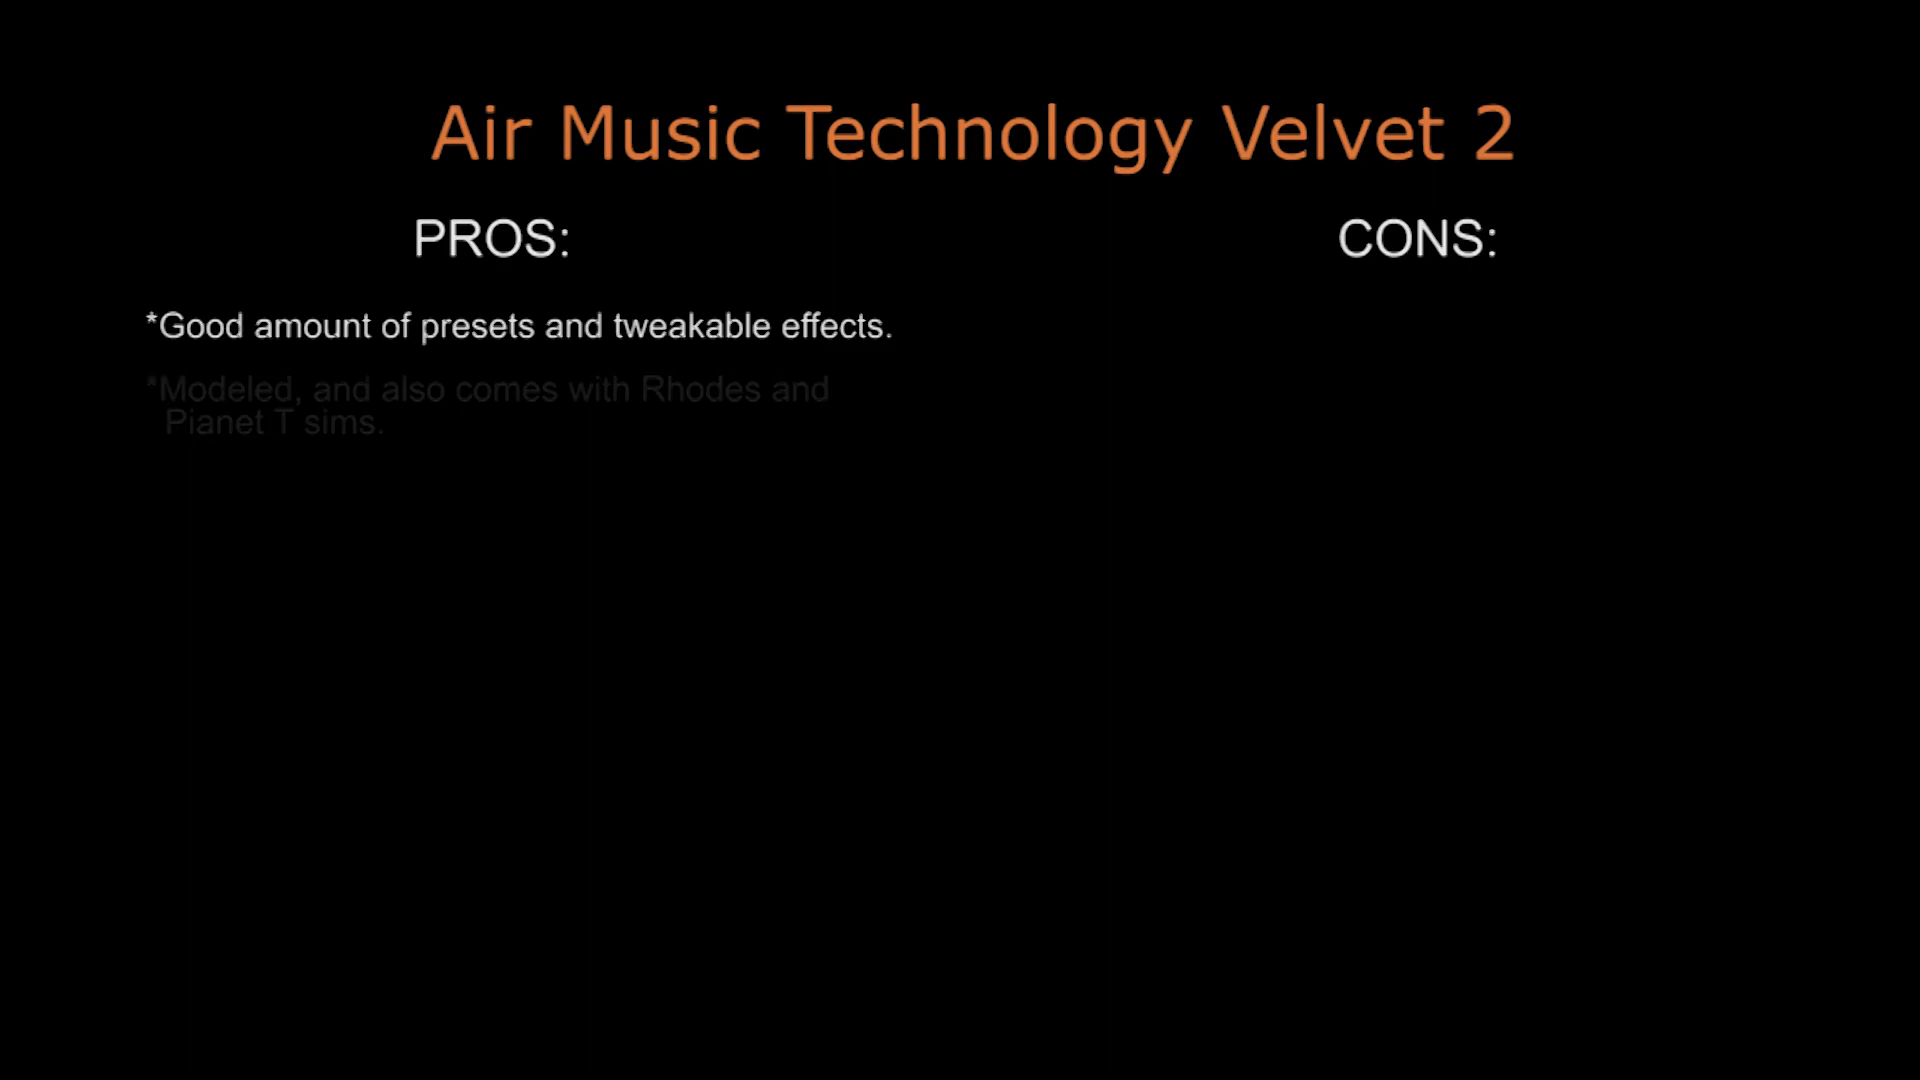 Air Music Technology Velvet 2
PROS:
CONS:
*Good amount of presets and tweakable effects.
*Modeled, and also comes with Rhodes and
Pianet T sims.